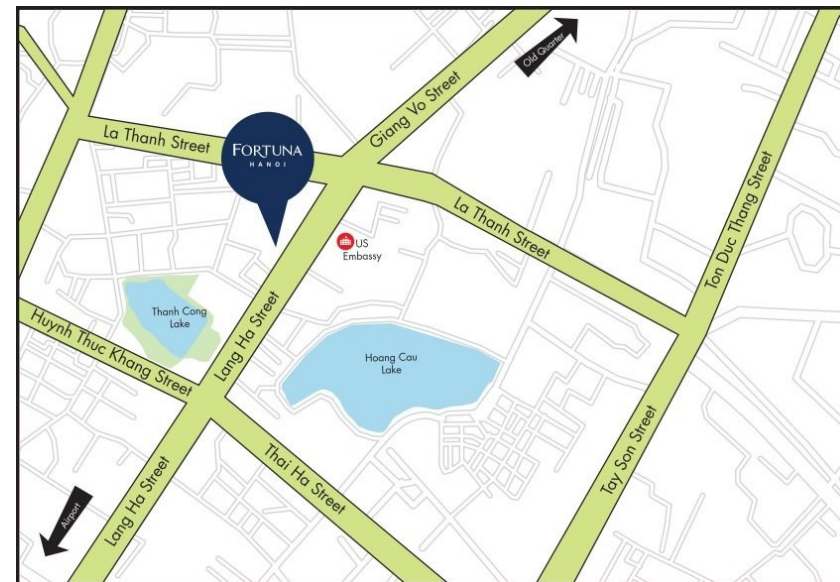 Old Quarter
Giang Vo Street
La Thanh Street
FORTUNA
HANOI
Ton Duc Thang Street
La Thanh Street
US
Embassy
Thanh Cong
Lake
Lang Ha Street
Huynh Thuc Khang Street
Hoang Cau
Lake
Tay Son Street
Thai Ha Street
Lang Ha Street
Airport